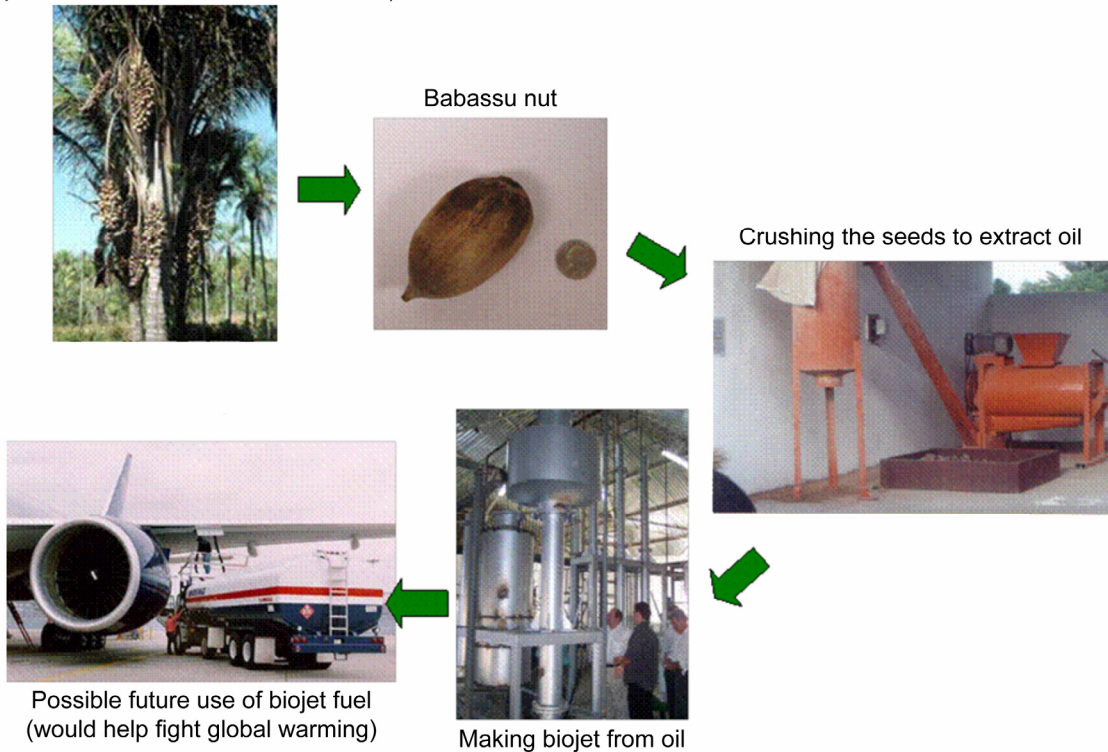 Babassu nut
Crushing the seeds to extract oil
Possible future use of biojet fuel
(would help fight global warming)
Making biojet from oil